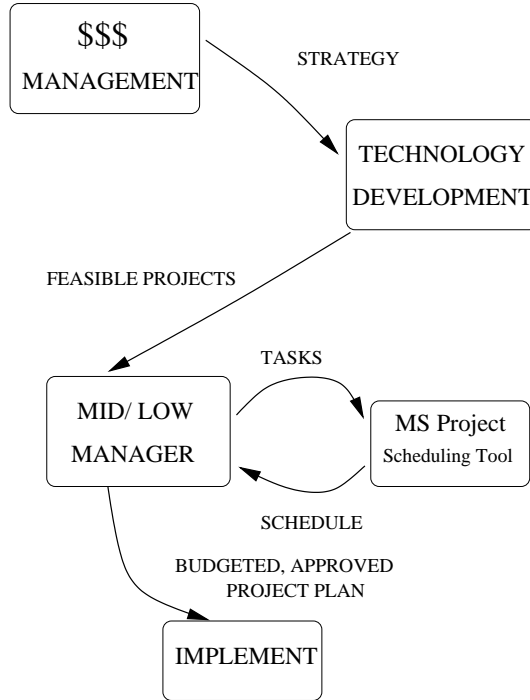 $$$
MANAGEMENT
STRATEGY
TECHNOLOGY
DEVELOPMENT
FEASIBLE PROJECTS
TASKS
MID/ LOW
MANAGER
MS Project
Scheduling Tool
SCHEDULE
BUDGETED, APPROVED
PROJECT PLAN
IMPLEMENT